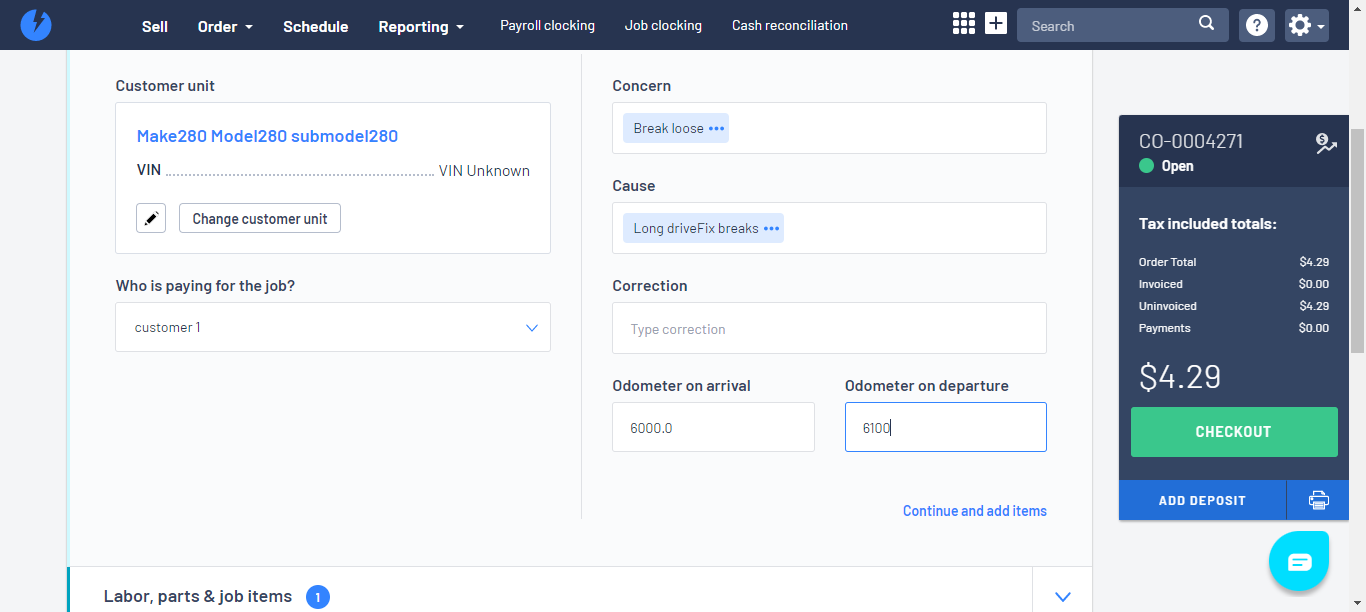 Sell Order Schedule Reporting Payroll clocking Job clocking Cash reconciliation Search
Customer unit
Make280 Model280 submodel280
VIN VIN Unknown
Change customer unit
Who is paying for the job?
customer 1
Concern
Break loose
Cause
Long driveFix breaks
Correction
Type correction
Odometer on arrival Odometer on departure
6000.0 6100
Continue and add items
Labor, parts & job items 1
CO-0004271
Open
Tax included totals:
Order Total $4.29
Invoiced $0.00
Uninvoiced $4.29
Payments $0.00
$4.29
CHECKOUT
ADD DEPOSIT